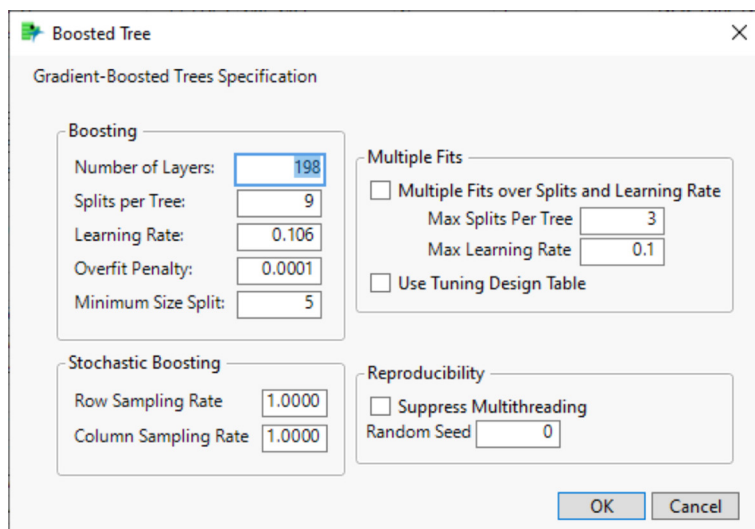 Boosted Tree
Gradient-Boosted Trees Specification
Boosting
Number of Layers: 198
Splits per Tree: 9
Learning Rate: 0.106
Overfit Penalty: 0.0001
Minimum Size Split: 5
Multiple Fits
Multiple Fits over Splits and Learning Rate
Max Splits Per Tree 3
Max Learning Rate 0.1
Use Tuning Design Table
Stochastic Boosting
Row Sampling Rate 1.0000
Column Sampling Rate 1.0000
Reproducibility
Suppress Multithreading
Random Seed 0
OK Cancel